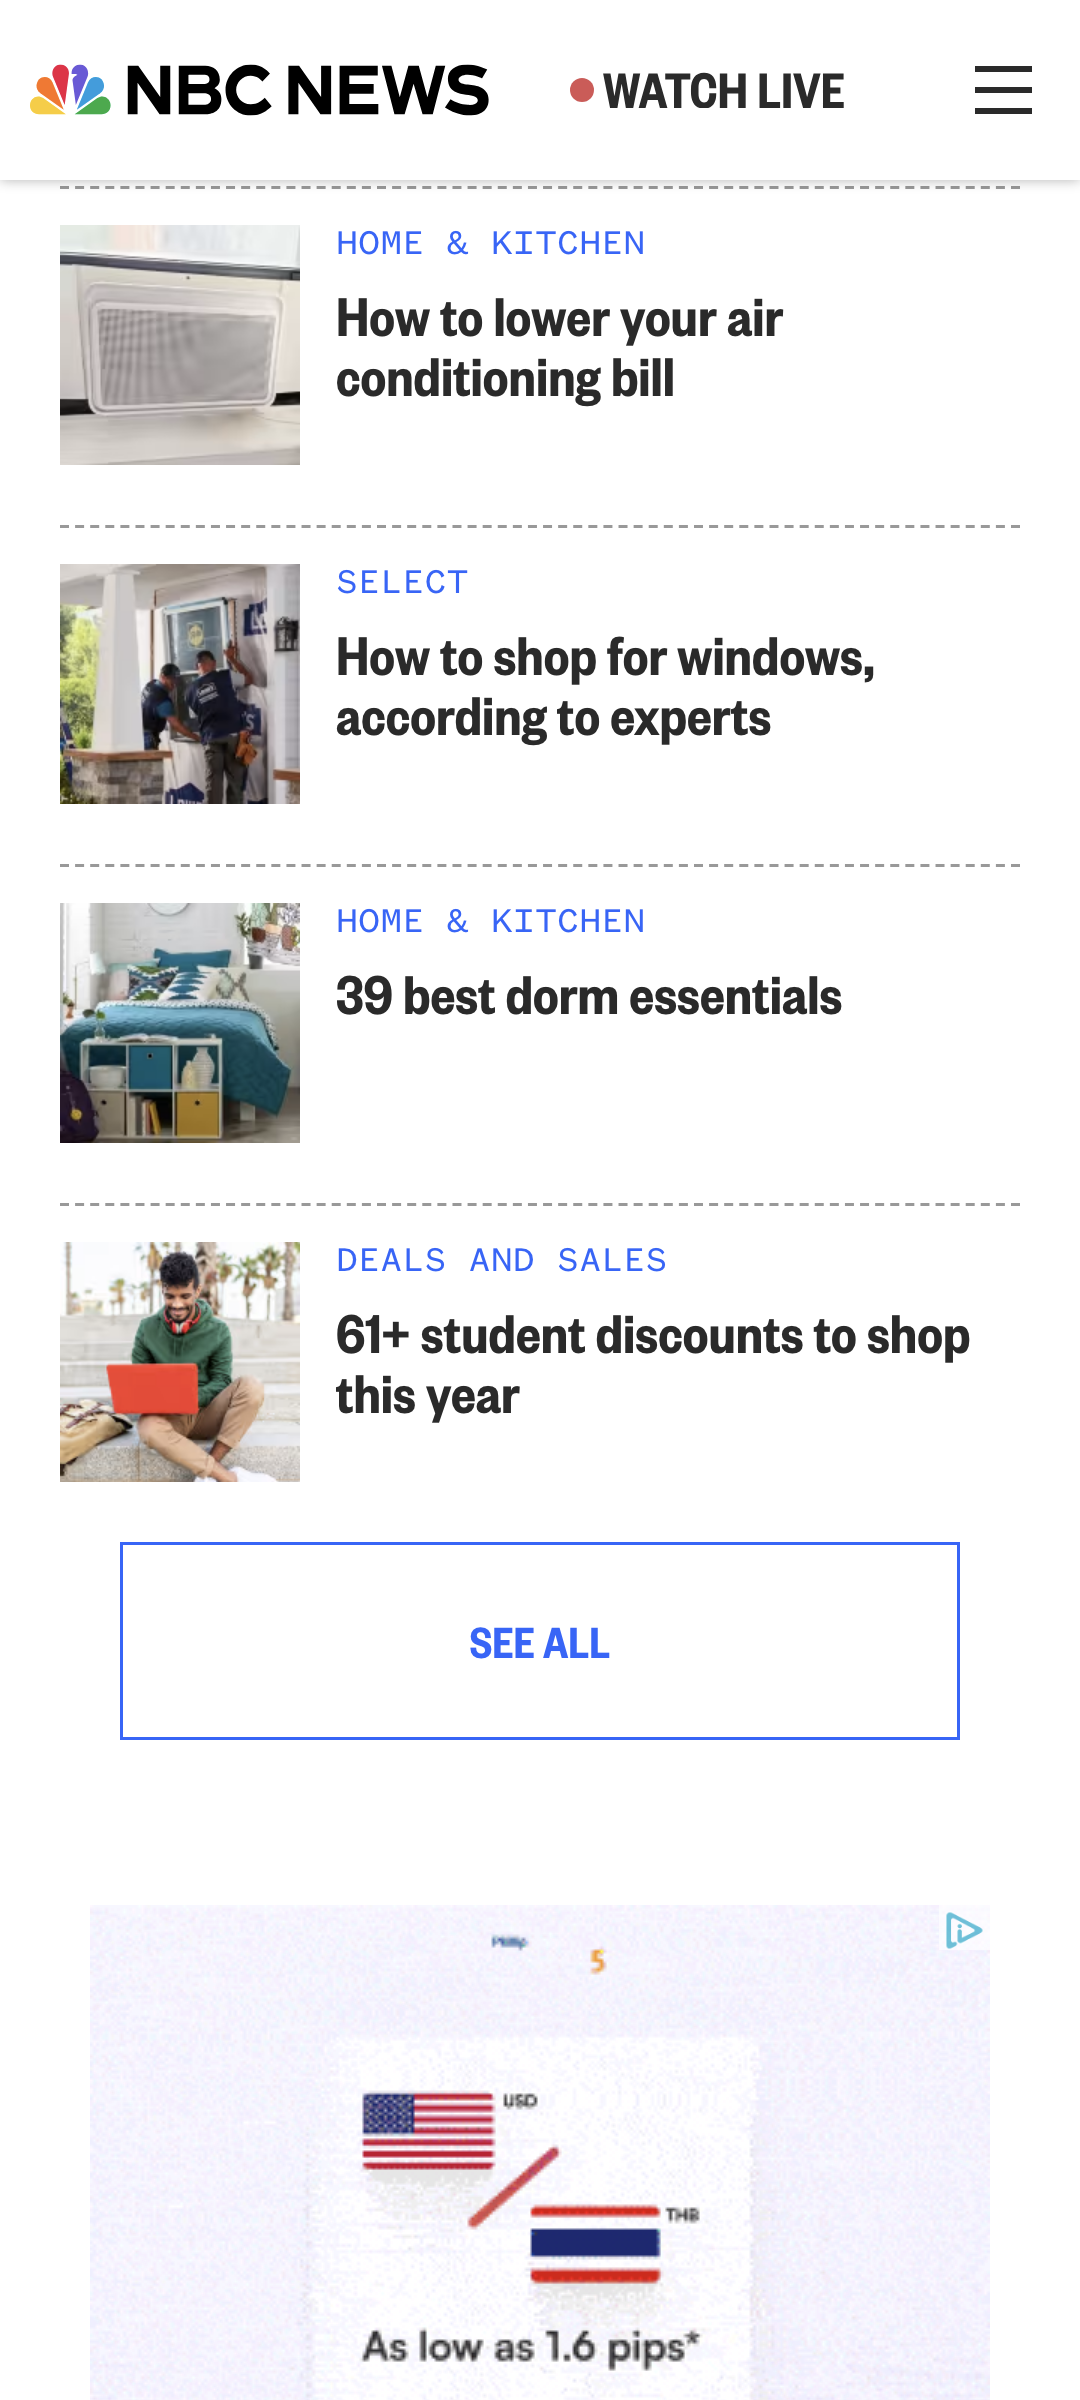 NBC NEWS
WATCH LIVE
HOME & KITCHEN
How to lower your air
conditioning bill
SELECT
How to shop for windows,
according to experts
HOME & KITCHEN
39 best dorm essentials
DEALS AND SALES
61+ student discounts to shop
this year
SEE ALL
5
USD
THB
As low as 1.6 pips*